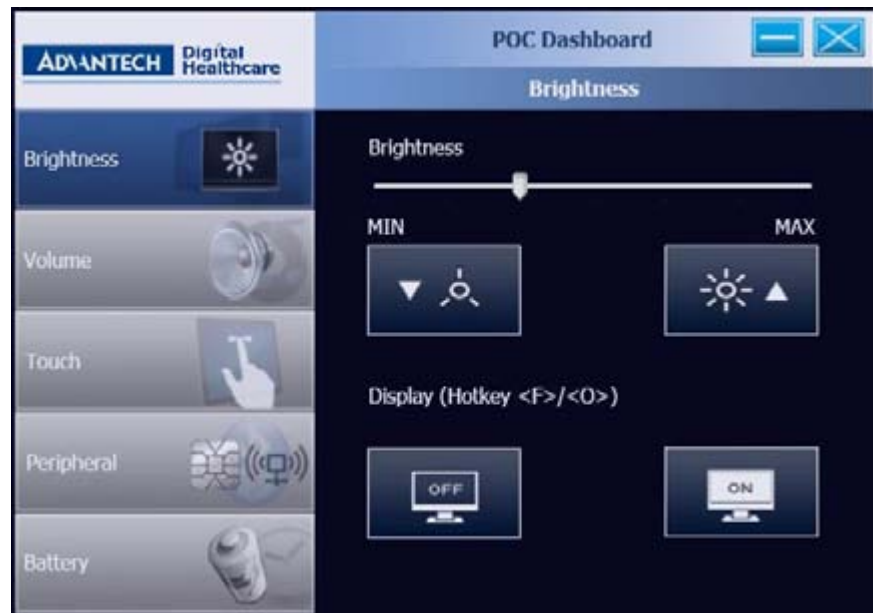 ADVANTECH Digital Healthcare
POC Dashboard
Brightness
Brightness
Volume
Touch
Peripheral
Battery
Brightness
MIN MAX
Display (Hotkey <F>/<O>)
OFF ON